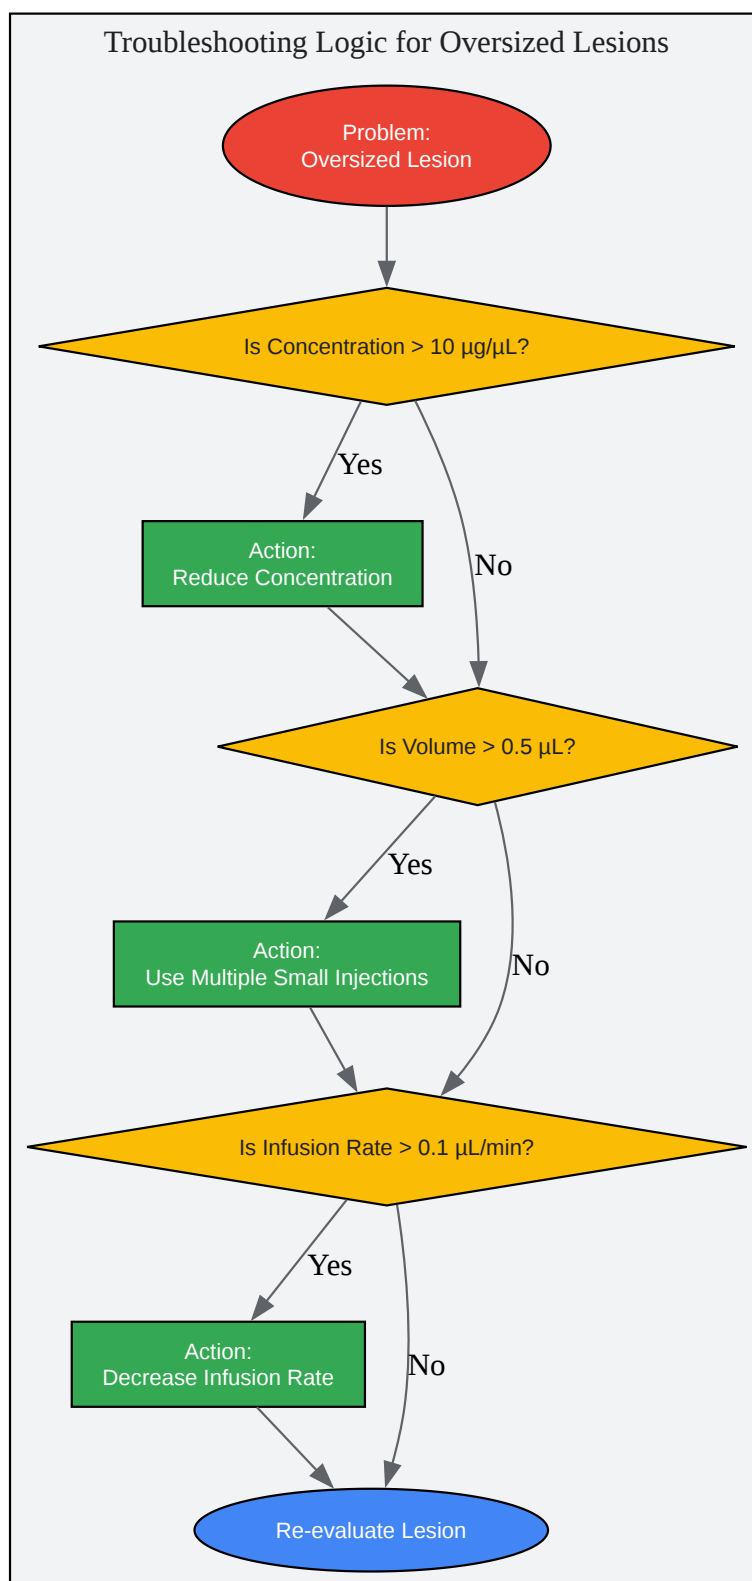 Troubleshooting Logic for Oversized Lesions
Problem:
Oversized Lesion
Is Concentration > 10 µg/µL?
Yes
Action:
Reduce Concentration
No
Is Volume > 0.5 µL?
Yes
Action:
Use Multiple Small Injections
No
Is Infusion Rate > 0.1 µL/min?
Yes
Action:
Decrease Infusion Rate
No
Re-evaluate Lesion